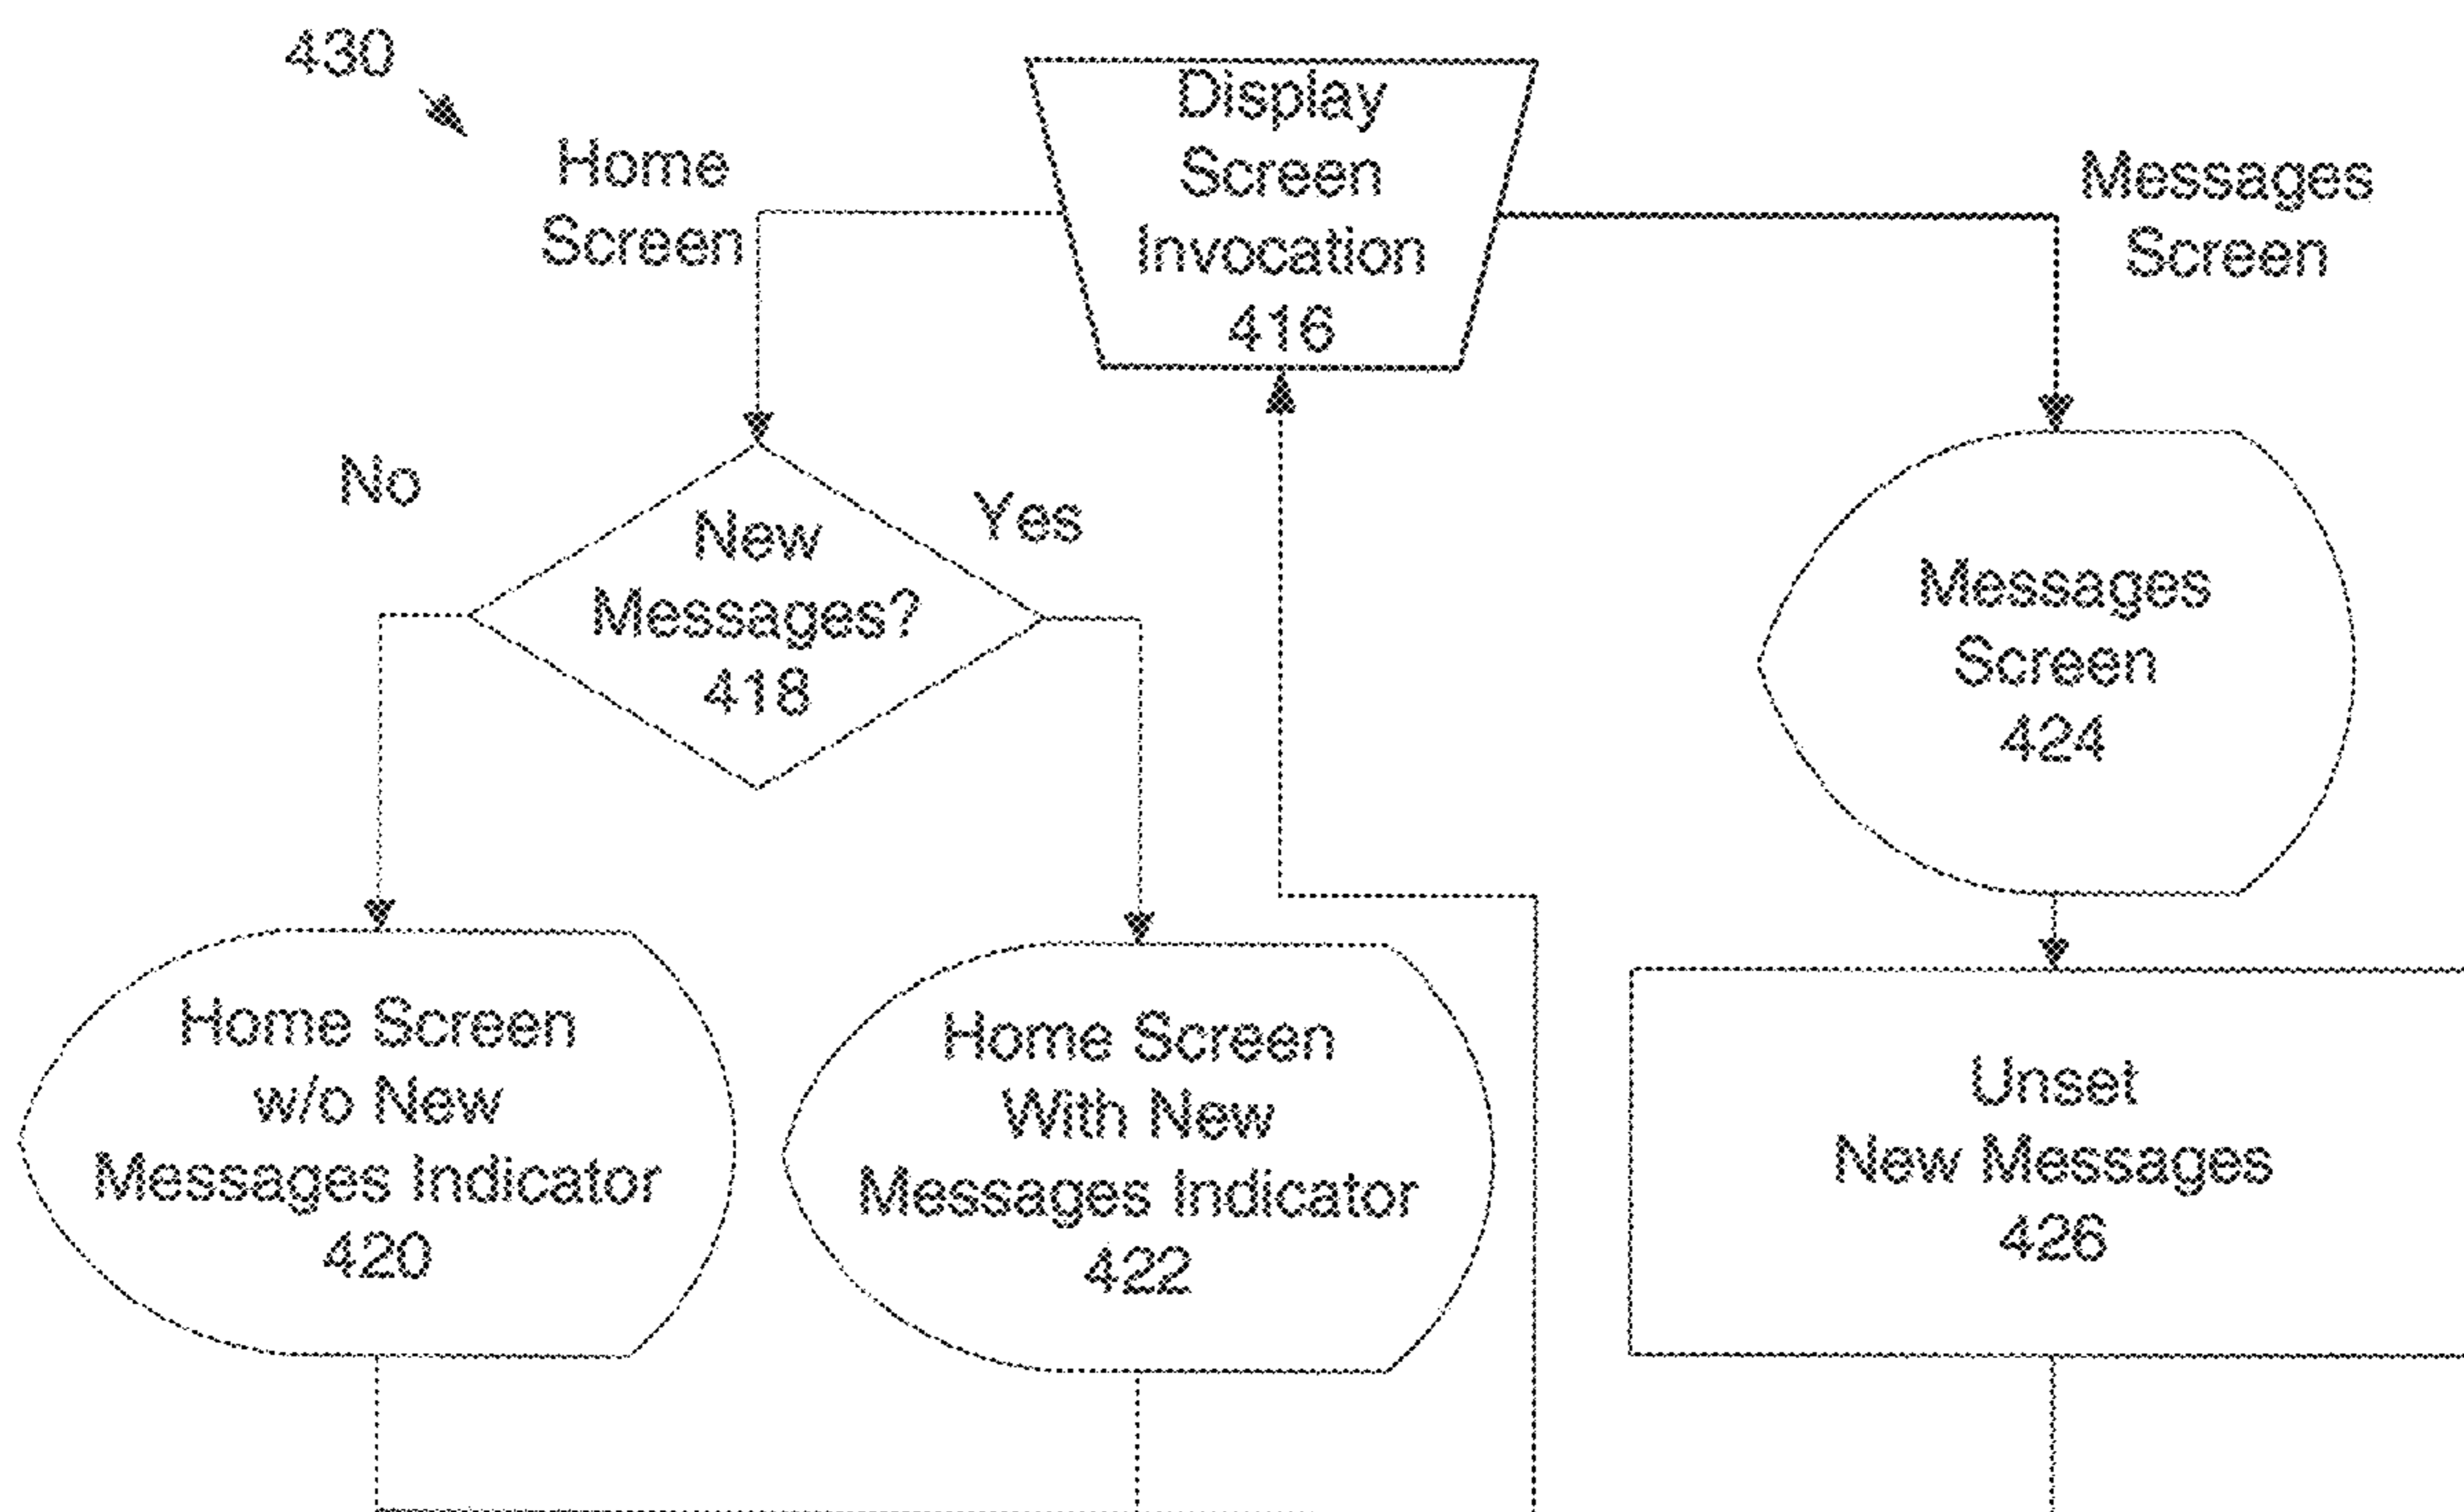 430
Display
Screen
Invocation
416
Home
Screen
Messages
Screen
No
Yes
New
Messages?
418
Messages
Screen
424
Home Screen
w/o New
Messages Indicator
420
Home Screen
With New
Messages Indicator
422
Unset
New Messages
426